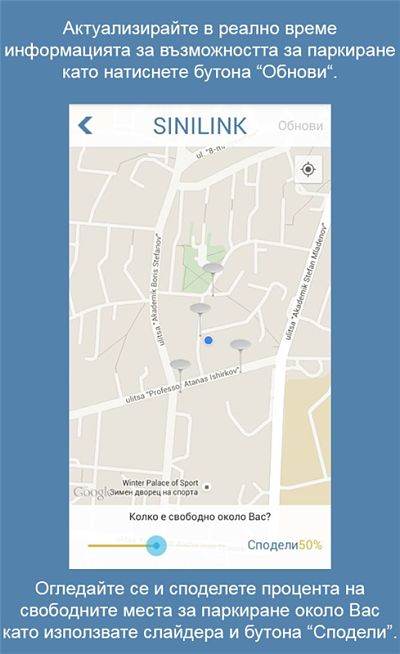 Актуализирайте в реално време
информацията за възможността за паркиране
като натиснете бутона “Обнови“.
SINILINK
Обнови
ul. "8-mi
ulitsa "Akademik Boris Stefanov"
ulitsa "Akademik Stefan Mladenov"
ulitsa "Professor Atanas Ishirkov"
Winter Palace of Sport
Зимен дворец на спорта
Google
Колко е свободно около Вас?
Сподели50%
Огледайте се и споделете процента на
свободните места за паркиране около Вас
като използвате слайдера и бутона “Сподели”.